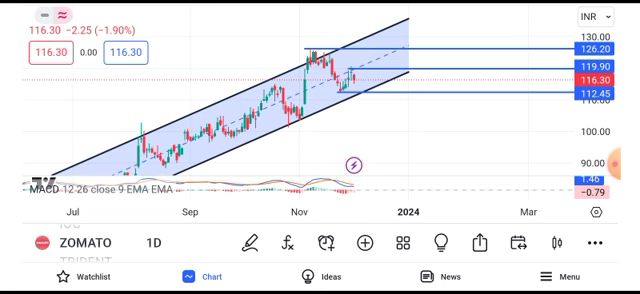 INR
116.30 −2.25 (−1.90%)
116.30 0.00 116.30
130.00
126.20
119.90
116.30
112.45
110.00
100.00
90.00
MACD 12 26 close 9 EMA EMA
1.46
−0.79
Jul Sep Nov 2024 Mar
ZOMATO 1D
TRIDENT
Watchlist Chart Ideas News Menu